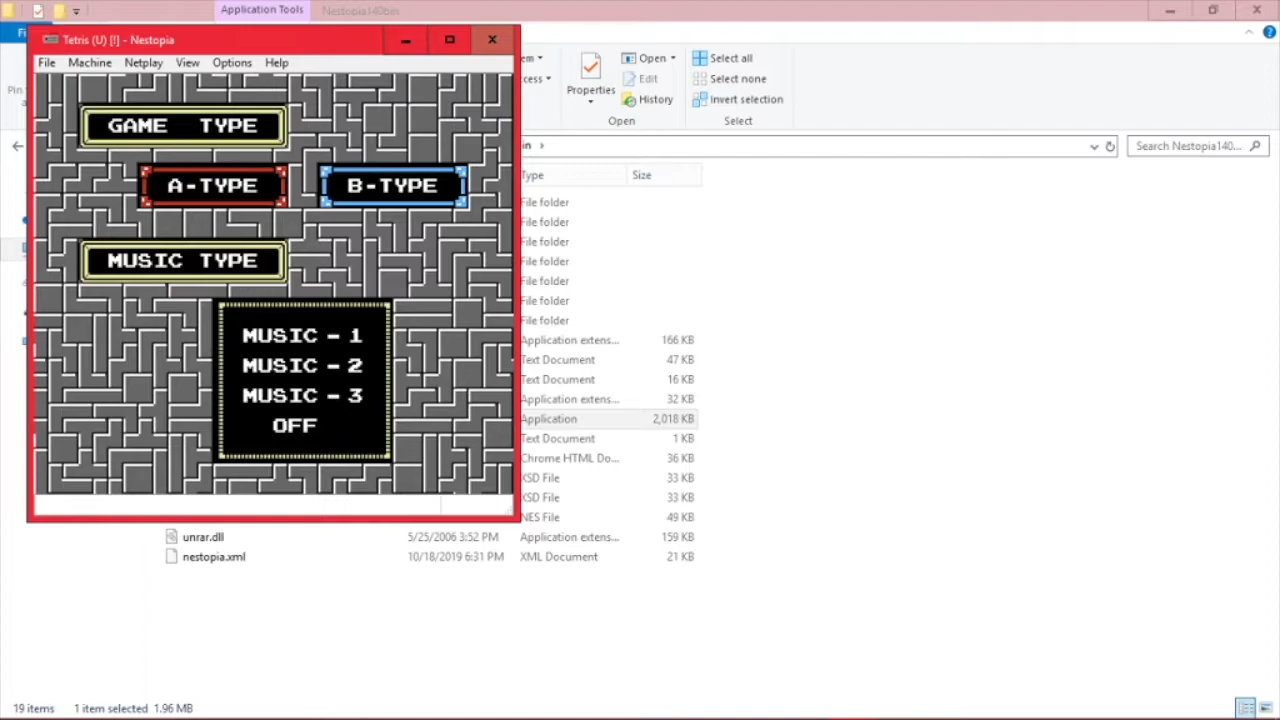 Application Tools
Nestopia140bin
Tetris (U) [!] - Nestopia
File Machine Netplay View Options Help
GAME TYPE
A-TYPE B-TYPE
MUSIC TYPE
MUSIC - 1
MUSIC - 2
MUSIC - 3
OFF
Properties
Open
Edit
History
Open
Select all
Select none
Invert selection
Select
Search Nestopia140...
Type Size
File folder
File folder
File folder
File folder
File folder
File folder
File folder
Application extens... 166 KB
Text Document 47 KB
Text Document 16 KB
Application extens... 32 KB
Application 2,018 KB
Text Document 1 KB
Chrome HTML Do... 36 KB
XSD File 33 KB
XSD File 33 KB
NES File 49 KB
unrar.dll 5/25/2006 3:52 PM Application extens... 159 KB
nestopia.xml 10/18/2019 6:31 PM XML Document 21 KB
19 items 1 item selected 1.96 MB